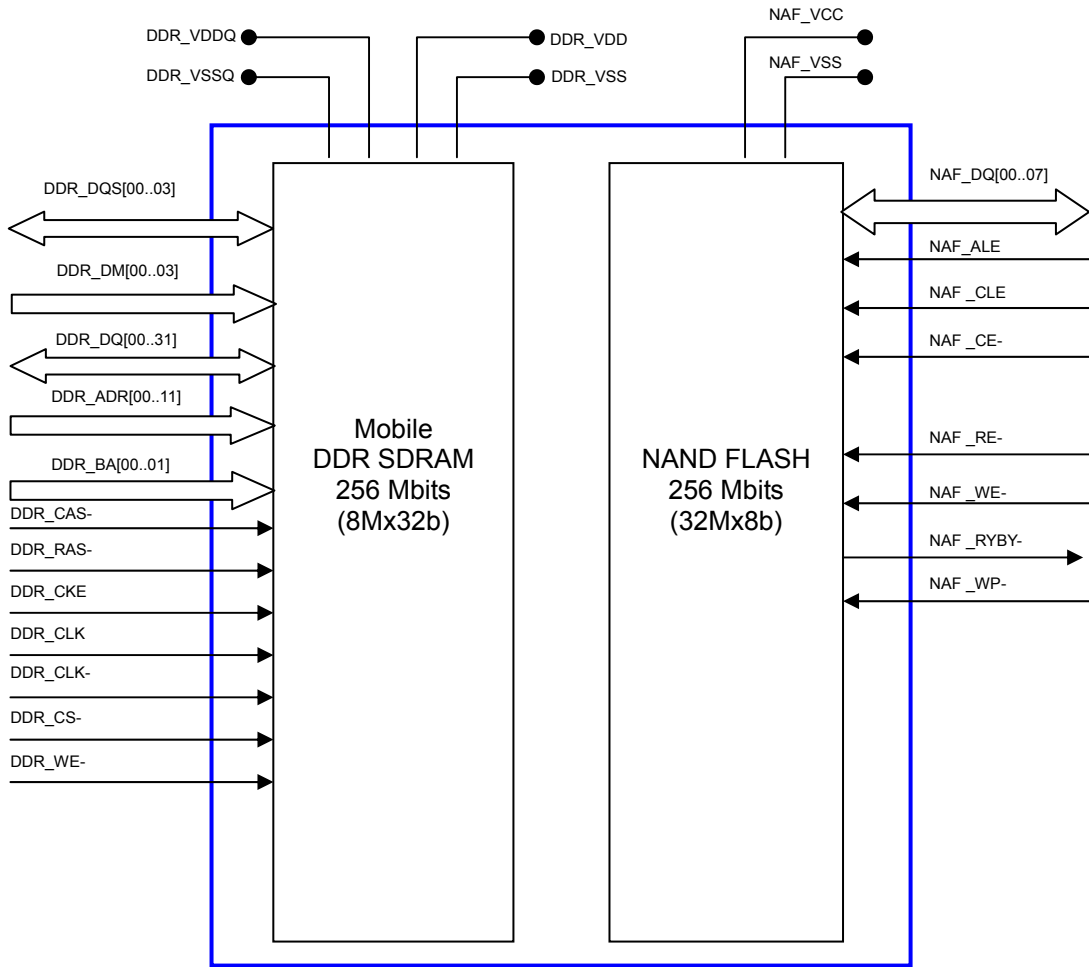 DDR_VDDQ
DDR_VSSQ
DDR_VDD
DDR_VSS
NAF_VCC
NAF_VSS
DDR_DQS[00..03]
DDR_DM[00..03]
DDR_DQ[00..31]
DDR_ADR[00..11]
DDR_BA[00..01]
DDR_CAS-
DDR_RAS-
DDR_CKE
DDR_CLK
DDR_CLK-
DDR_CS-
DDR_WE-
Mobile
DDR SDRAM
256 Mbits
(8Mx32b)
NAND FLASH
256 Mbits
(32Mx8b)
NAF_DQ[00..07]
NAF_ALE
NAF _CLE
NAF _CE-
NAF _RE-
NAF _WE-
NAF _RYBY-
NAF _WP-